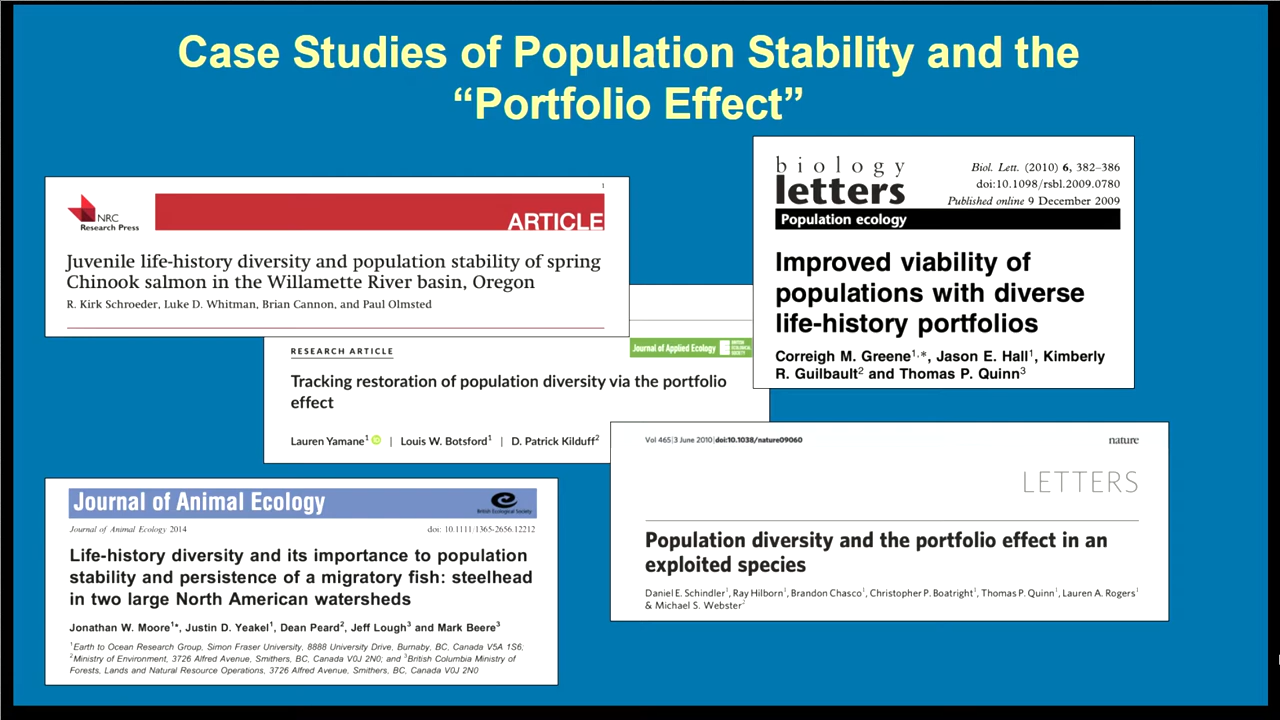 Case Studies of Population Stability and the
“Portfolio Effect”
1
NRC
Research Press
ARTICLE
Juvenile life-history diversity and population stability of spring
Chinook salmon in the Willamette River basin, Oregon
R. Kirk Schroeder, Luke D. Whitman, Brian Cannon, and Paul Olmsted
biology
letters
Biol. Lett. (2010) 6, 382–386
doi:10.1098/rsbl.2009.0780
Published online 9 December 2009
Population ecology
Improved viability of
populations with diverse
life-history portfolios
Correigh M. Greene1,*, Jason E. Hall1, Kimberly
R. Guilbault2 and Thomas P. Quinn3
RESEARCH ARTICLE
Journal of Applied Ecology
BRITISH
ECOLOGICAL
SOCIETY
Tracking restoration of population diversity via the portfolio
effect
Lauren Yamane1 iD | Louis W. Botsford1 | D. Patrick Kilduff2
Vol 465|3 June 2010|doi:10.1038/nature09060
nature
LETTERS
Population diversity and the portfolio effect in an
exploited species
Daniel E. Schindler1, Ray Hilborn1, Brandon Chasco1, Christopher P. Boatright1, Thomas P. Quinn1, Lauren A. Rogers1
& Michael S. Webster2
Journal of Animal Ecology
British Ecological Society
Journal of Animal Ecology 2014
doi: 10.1111/1365-2656.12212
Life-history diversity and its importance to population
stability and persistence of a migratory fish: steelhead
in two large North American watersheds
Jonathan W. Moore1*, Justin D. Yeakel1, Dean Peard2, Jeff Lough3 and Mark Beere3
1Earth to Ocean Research Group, Simon Fraser University, 8888 University Drive, Burnaby, BC, Canada V5A 1S6,
2Ministry of Environment, 3726 Alfred Avenue, Smithers, BC, Canada V0J 2N0; and 3British Columbia Ministry of
Forests, Lands and Natural Resource Operations, 3726 Alfred Avenue, Smithers, BC, Canada V0J 2N0